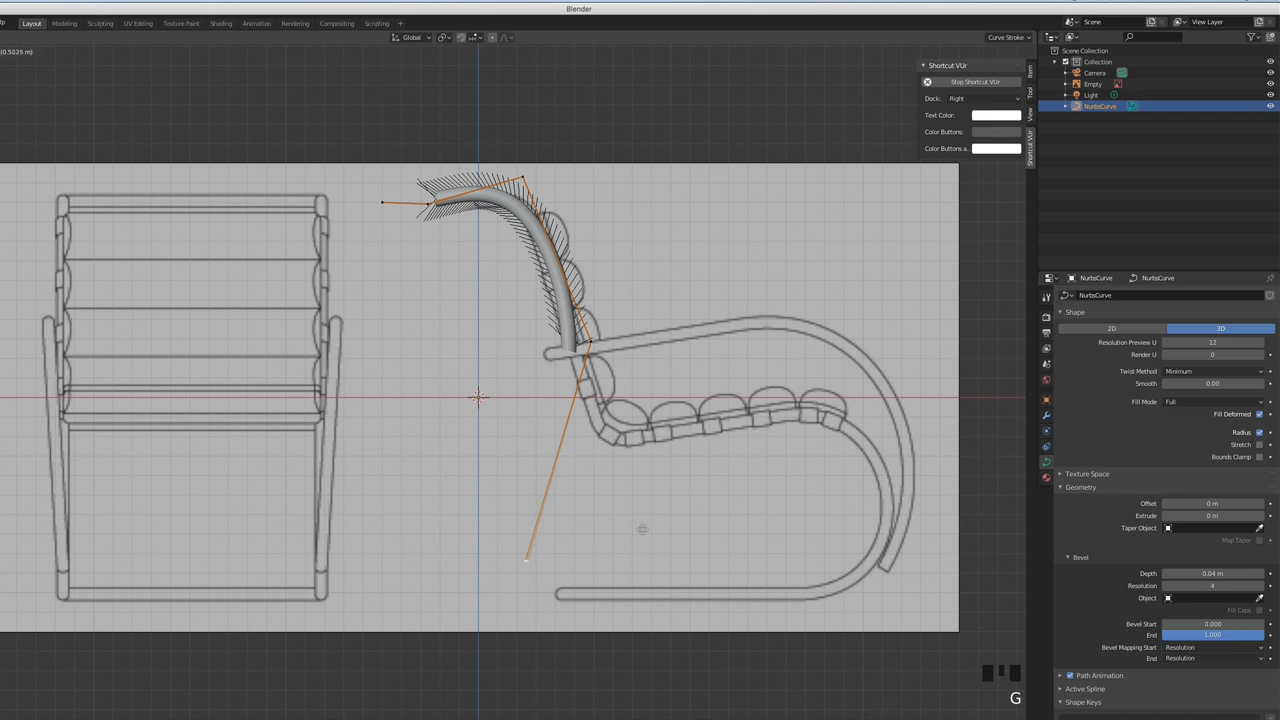 Blender
lp
Layout
Modeling
Sculpting
UV Editing
Texture Paint
Shading
Animation
Rendering
Compositing
Scripting
+
Scene
View Layer
Global
Curve Stroke
(0.5025 m)
Shortcut VUr
Stop Shortcut VUr
Dock:
Right
Text Color:
Color Buttons:
Color Buttons a..
Item
Tool
View
Shortcut VUr
Scene Collection
Collection
Camera
Empty
Light
NurbsCurve
NurbsCurve
NurbsCurve
NurbsCurve
Shape
2D
3D
Resolution Preview U
12
Render U
0
Twist Method
Minimum
Smooth
0.00
Fill Mode
Full
Fill Deformed
Radius
Stretch
Bounds Clamp
Texture Space
Geometry
Offset
0 m
Extrude
0 m
Taper Object
Map Taper
Bevel
Depth
0.04 m
Resolution
4
Object
Fill Caps
Bevel Start
0.000
End
1.000
Bevel Mapping Start
Resolution
End
Resolution
Path Animation
Active Spline
Shape Keys
G